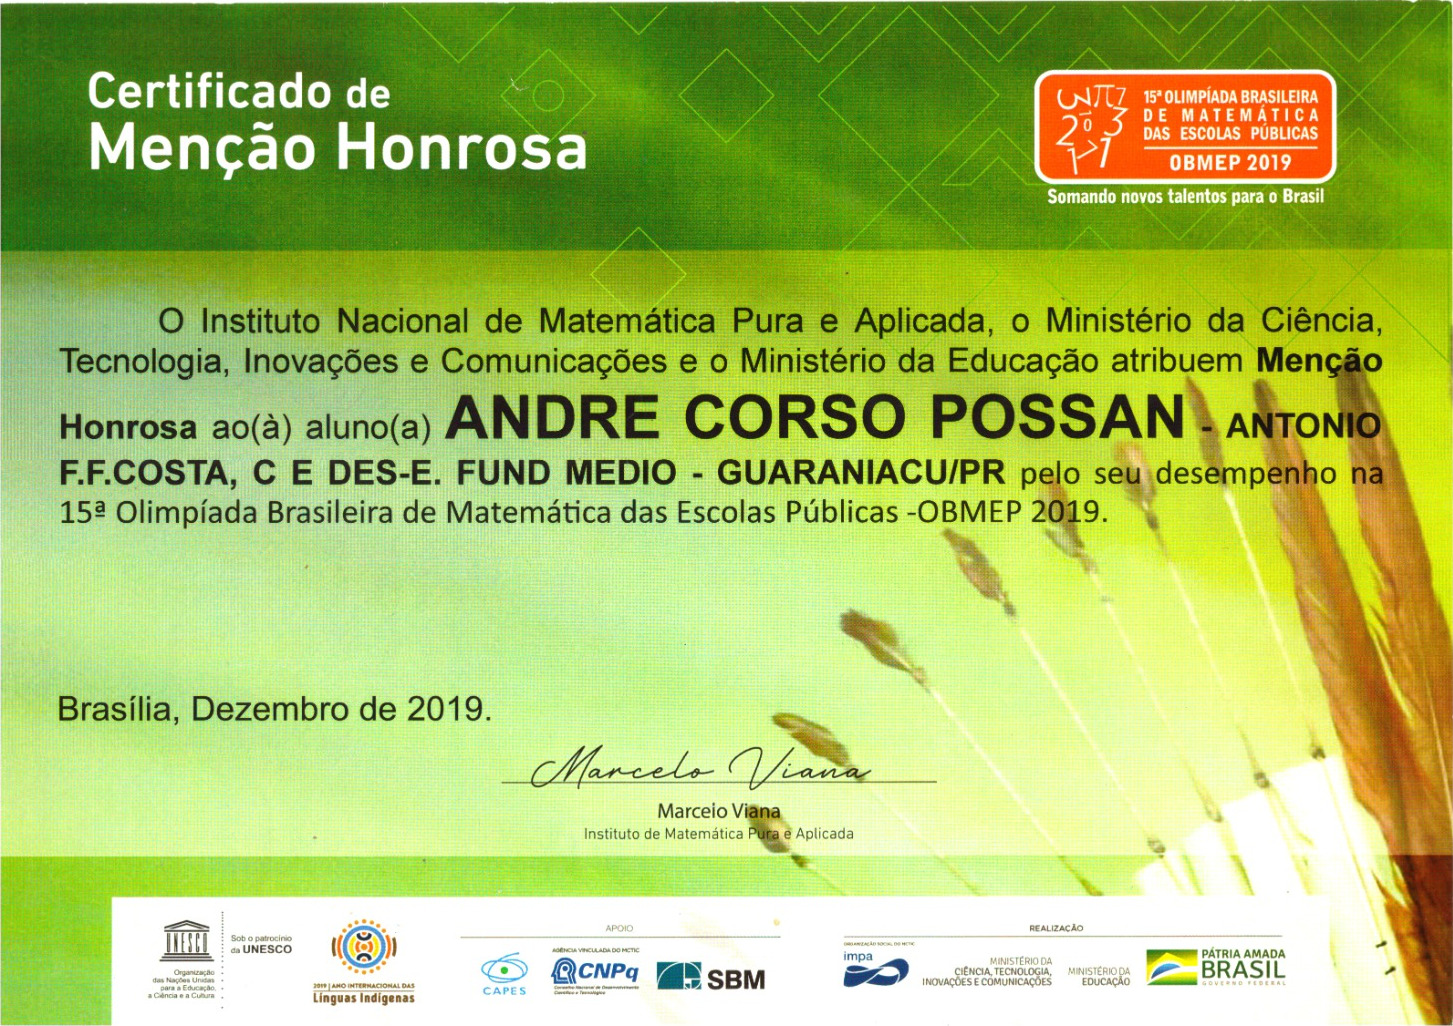 Certificado de
Menção Honrosa
15ª OLIMPÍADA BRASILEIRA
DE MATEMÁTICA
DAS ESCOLAS PÚBLICAS
OBMEP 2019
Somando novos talentos para o Brasil
O Instituto Nacional de Matemática Pura e Aplicada, o Ministério da Ciência,
Tecnologia, Inovações e Comunicações e o Ministério da Educação atribuem Menção
Honrosa ao(à) aluno(a) ANDRE CORSO POSSAN - ANTONIO
F.F.COSTA, C E DES-E. FUND MEDIO - GUARANIACU/PR pelo seu desempenho na
15ª Olimpíada Brasileira de Matemática das Escolas Públicas -OBMEP 2019.
Brasília, Dezembro de 2019.
Marcelo Viana
Marcelo Viana
Instituto de Matemática Pura e Aplicada
UNESCO
Organização
das Nações Unidas
para a Educação,
a Ciência e a Cultura
Sob o patrocínio
da UNESCO
2019 | ANO INTERNACIONAL DAS
Línguas Indígenas
APOIO
CAPES
AGÊNCIA VINCULADA DO MCTIC
CNPq
Conselho Nacional de Desenvolvimento
Científico e Tecnológico
SBM
REALIZAÇÃO
ORGANIZAÇÃO SOCIAL DO MCTIC
impa
MINISTÉRIO DA
CIÊNCIA, TECNOLOGIA,
INOVAÇÕES E COMUNICAÇÕES
MINISTÉRIO DA
EDUCAÇÃO
PÁTRIA AMADA
BRASIL
GOVERNO FEDERAL